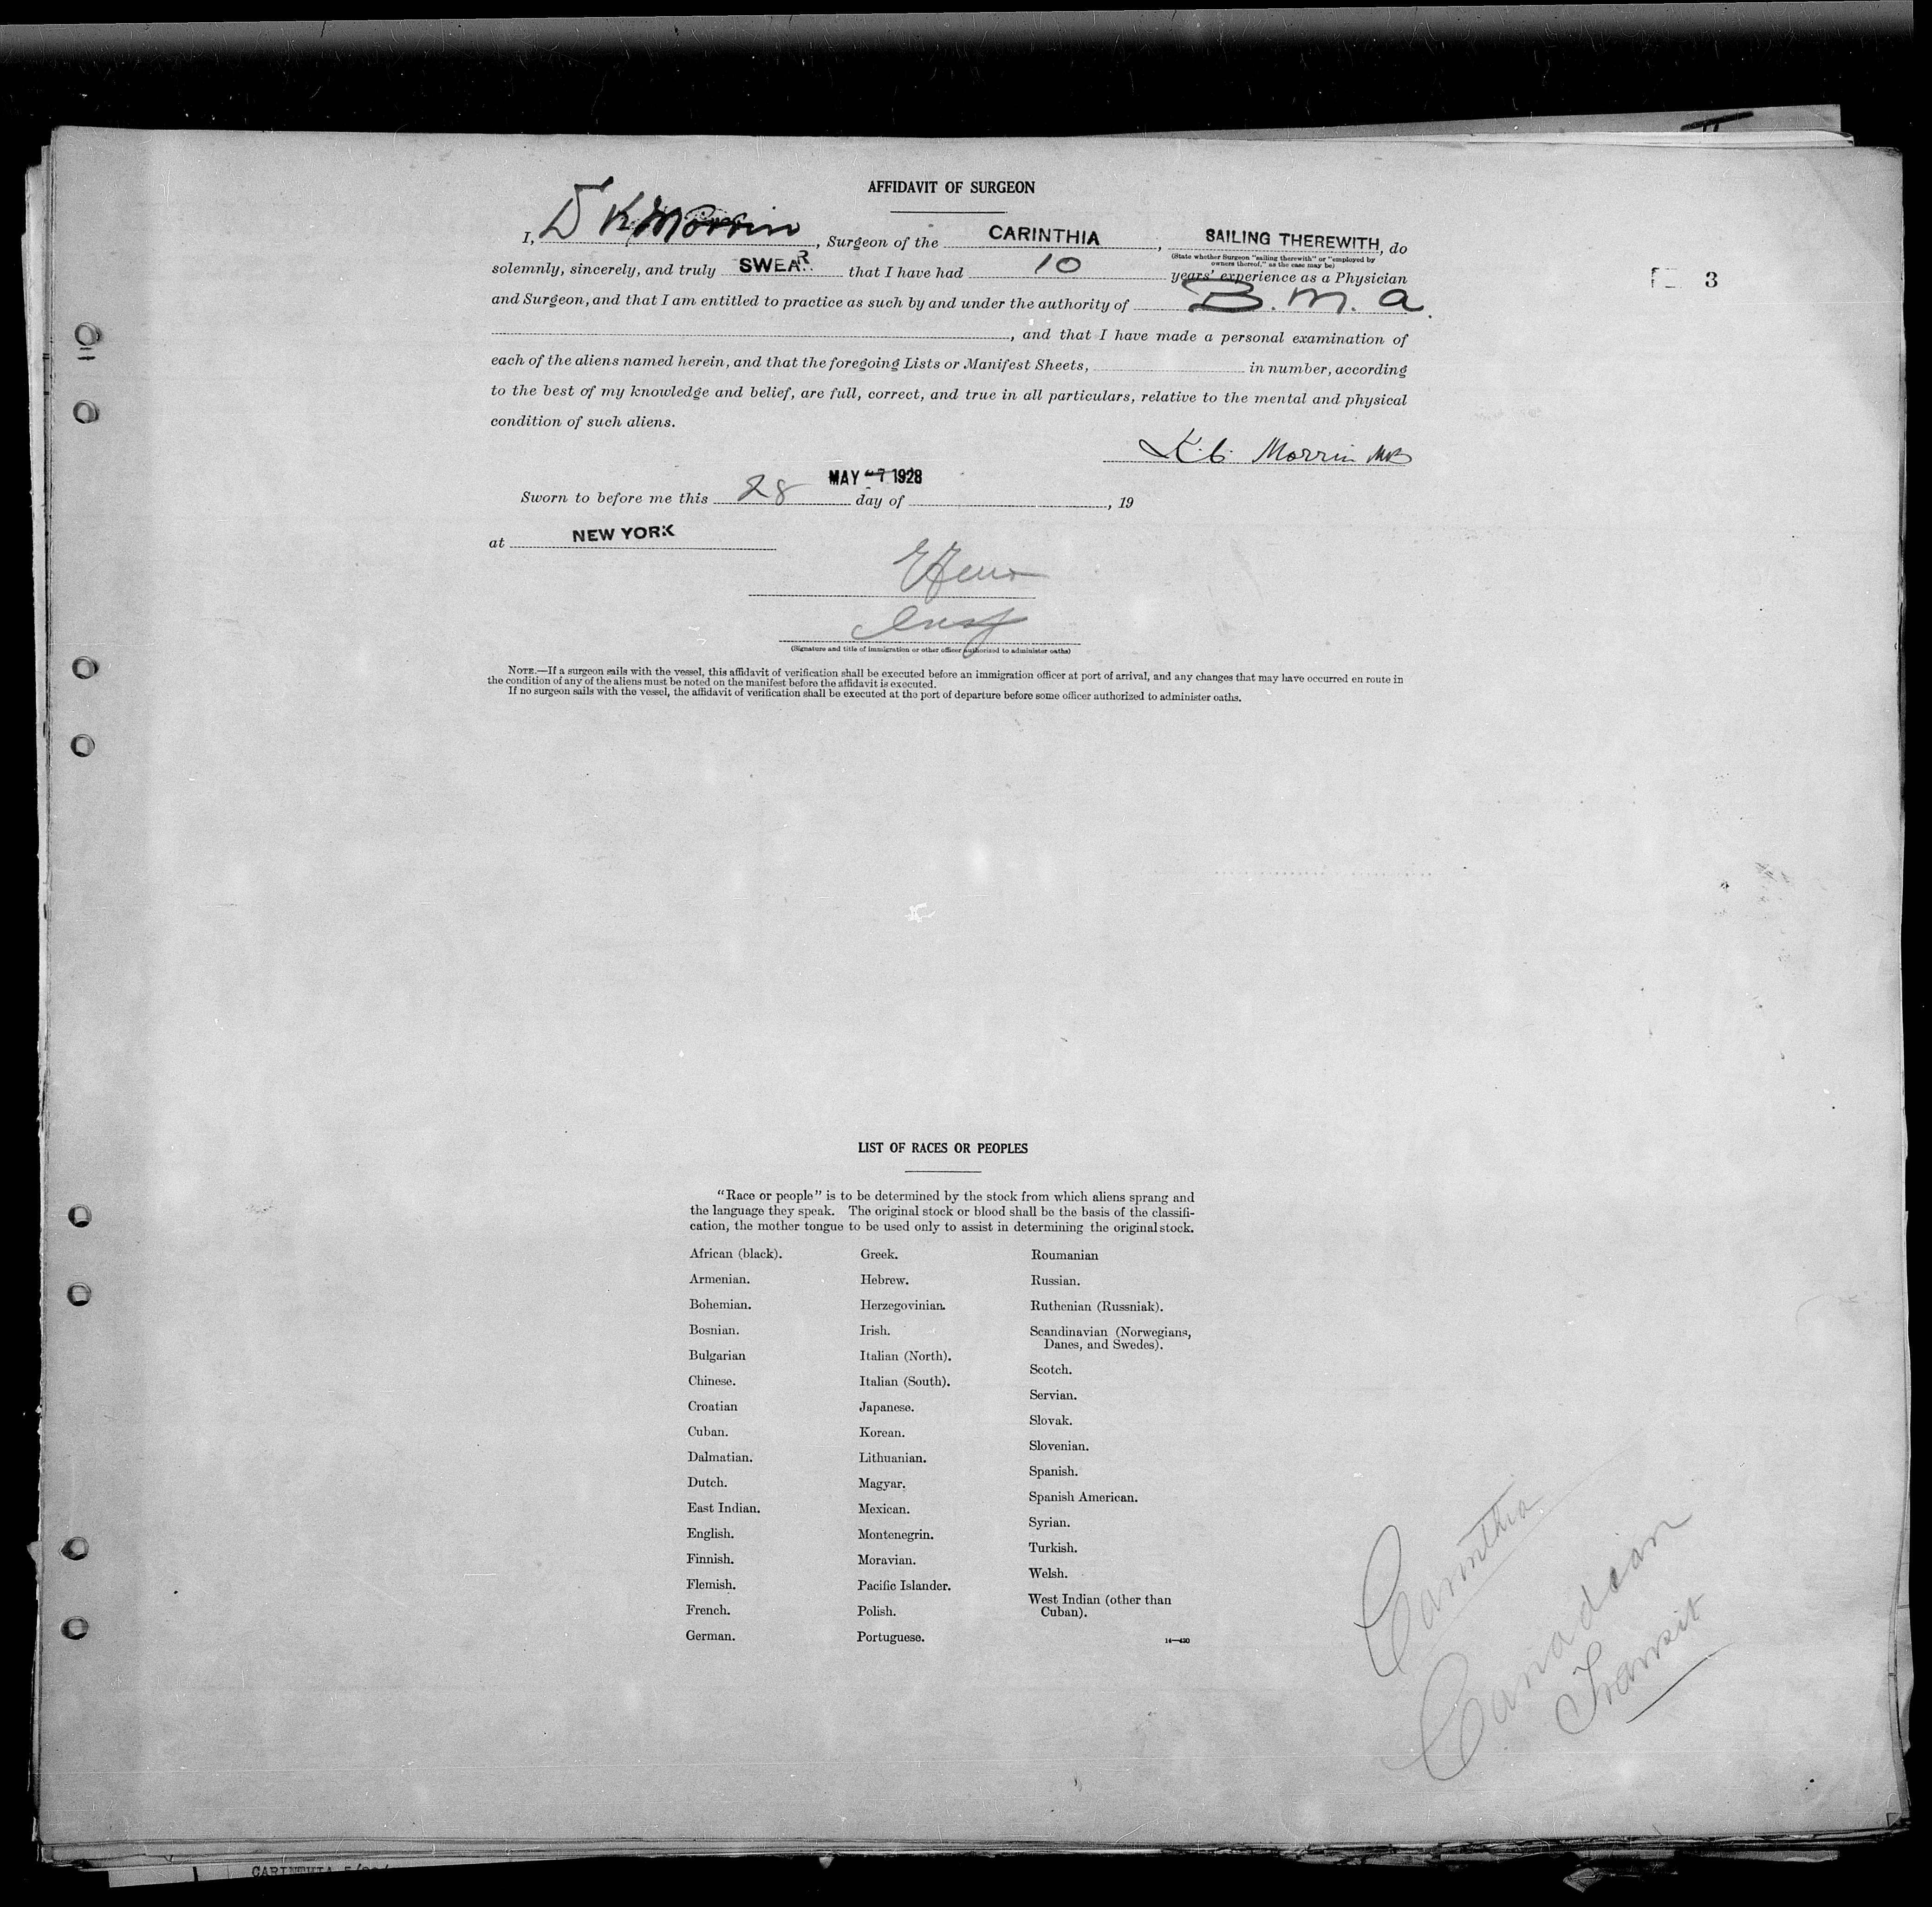 AFFIDAVIT OF SURGEON
I, D K Morrin, Surgeon of the CARINTHIA, SAILING THEREWITH, do
(State whether Surgeon "sailing therewith" or "employed by
owners thereof," as the case may be)
solemnly, sincerely, and truly SWEAR that I have had 10 years' experience as a Physician
3
and Surgeon, and that I am entitled to practice as such by and under the authority of B.M.A.
, and that I have made a personal examination of
each of the aliens named herein, and that the foregoing Lists or Manifest Sheets, in number, according
to the best of my knowledge and belief, are full, correct, and true in all particulars, relative to the mental and physical
condition of such aliens.
Morrin MB
MAY 7 1928
Sworn to before me this 28 day of , 19
at NEW YORK
Insp
(Signature and title of immigration or other officer authorized to administer oaths)
NOTE.—If a surgeon sails with the vessel, this affidavit of verification shall be executed before an immigration officer at port of arrival, and any changes that may have occurred en route in
the condition of any of the aliens must be noted on the manifest before the affidavit is executed.
If no surgeon sails with the vessel, the affidavit of verification shall be executed at the port of departure before some officer authorized to administer oaths.
LIST OF RACES OR PEOPLES
"Race or people" is to be determined by the stock from which aliens sprang and
the language they speak. The original stock or blood shall be the basis of the classifi-
cation, the mother tongue to be used only to assist in determining the original stock.
African (black).
Armenian.
Bohemian.
Bosnian.
Bulgarian
Chinese.
Croatian
Cuban.
Dalmatian.
Dutch.
East Indian.
English.
Finnish.
Flemish.
French.
German.
Greek.
Hebrew.
Herzegovinian.
Irish.
Italian (North).
Italian (South).
Japanese.
Korean.
Lithuanian.
Magyar.
Mexican.
Montenegrin.
Moravian.
Pacific Islander.
Polish.
Portuguese.
Roumanian
Russian.
Ruthenian (Russniak).
Scandinavian (Norwegians,
Danes, and Swedes).
Scotch.
Servian.
Slovak.
Slovenian.
Spanish.
Spanish American.
Syrian.
Turkish.
Welsh.
West Indian (other than
Cuban).
14—430
Carinthia
Canadian
Transit
CARINTHIA